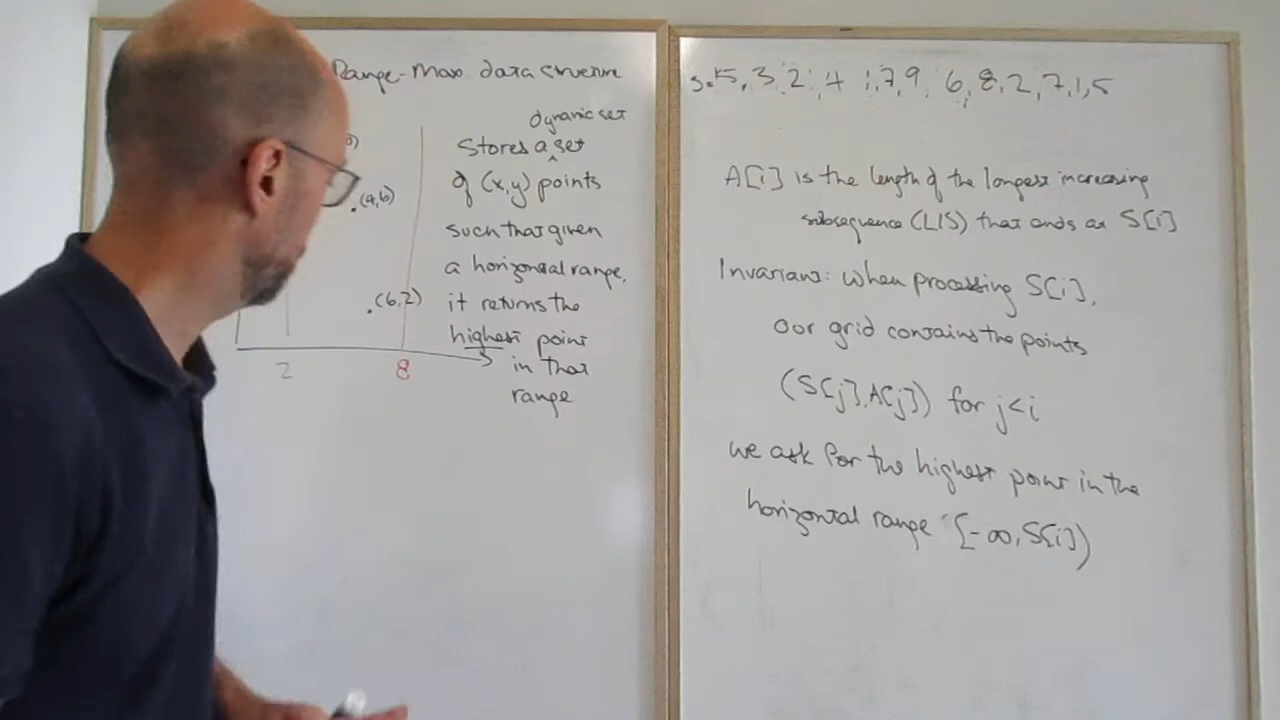 Range-Max data structure
dynamic set
Stores a set
of (x,y) points
such that given
a horizontal range,
it returns the
highest point
in that
range
(4,6)
(6,2)
2
8
S: 5, 3, 2, 4, 1, 7, 9, 6, 8, 2, 7, 1, 5
A[i] is the length of the longest increasing
subsequence (LIS) that ends at S[i]
Invariant: when processing S[i],
our grid contains the points
(S[j], A[j]) for j<i
we ask for the highest point in the
horizontal range [-∞, S[i])